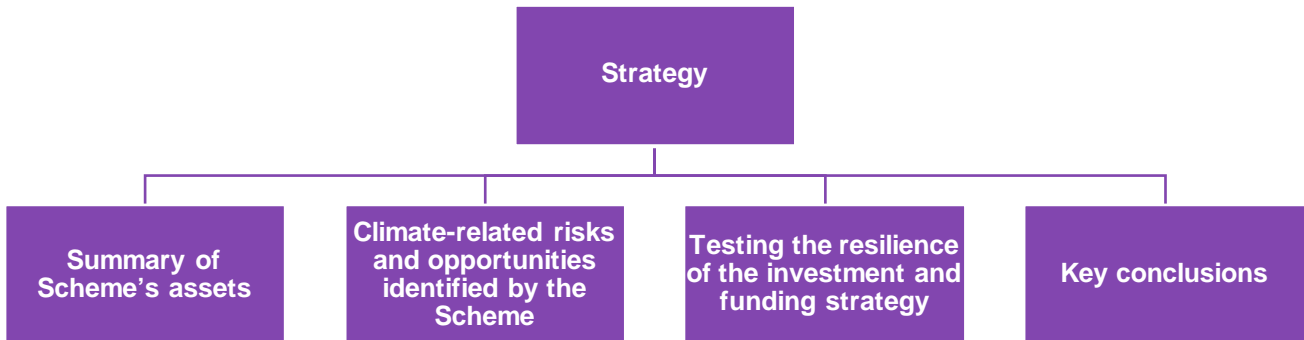 Strategy
Summary of
Scheme's assets
Climate-related risks
and opportunities
identified by the
Scheme
Testing the resilience
of the investment and
funding strategy
Key conclusions